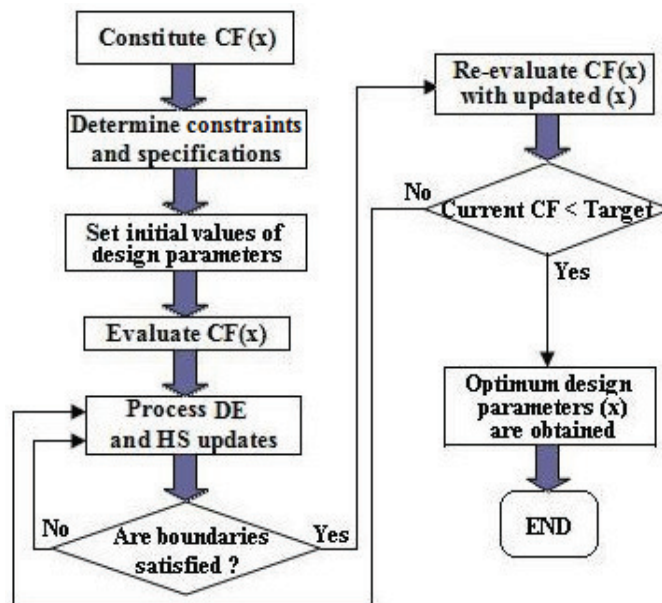 Constitute CF(x)
Determine constraints
and specifications
Set initial values of
design parameters
Evaluate CF(x)
Process DE
and HS updates
No
Are boundaries
satisfied ?
Yes
Re-evaluate CF(x)
with updated (x)
No
Current CF < Target
Yes
Optimum design
parameters (x)
are obtained
END